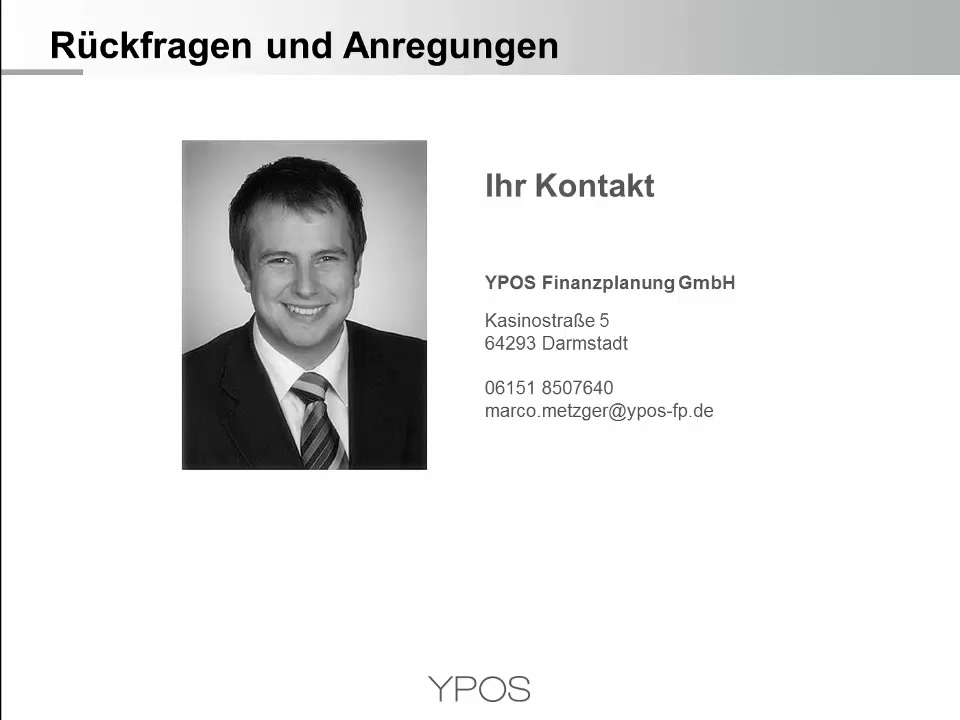 Rückfragen und Anregungen
Ihr Kontakt
YPOS Finanzplanung GmbH
Kasinostraße 5
64293 Darmstadt
06151 8507640
marco.metzger@ypos-fp.de
YPOS